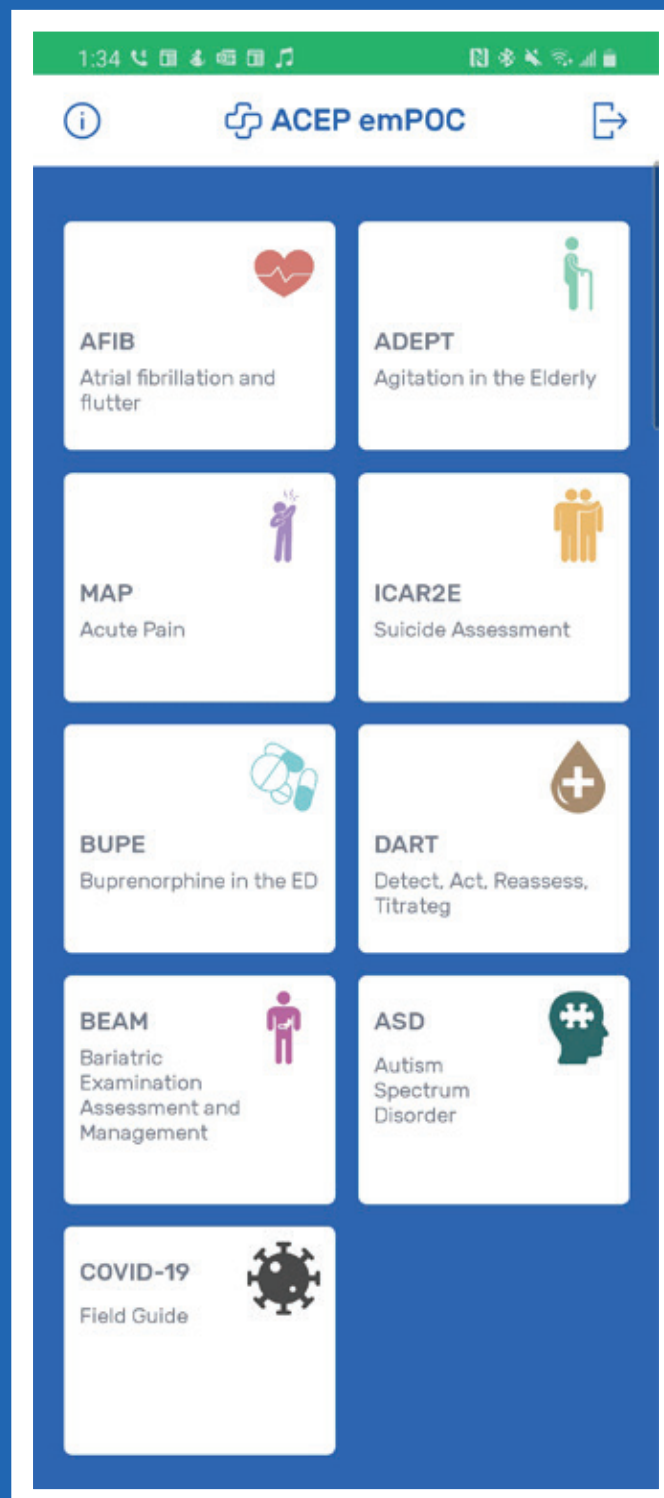 1:34
ACEP emPOC
AFIB
Atrial fibrillation and
flutter
ADEPT
Agitation in the Elderly
MAP
Acute Pain
ICAR2E
Suicide Assessment
BUPE
Buprenorphine in the ED
DART
Detect, Act, Reassess,
Titrateg
BEAM
Bariatric
Examination
Assessment and
Management
ASD
Autism
Spectrum
Disorder
COVID-19
Field Guide